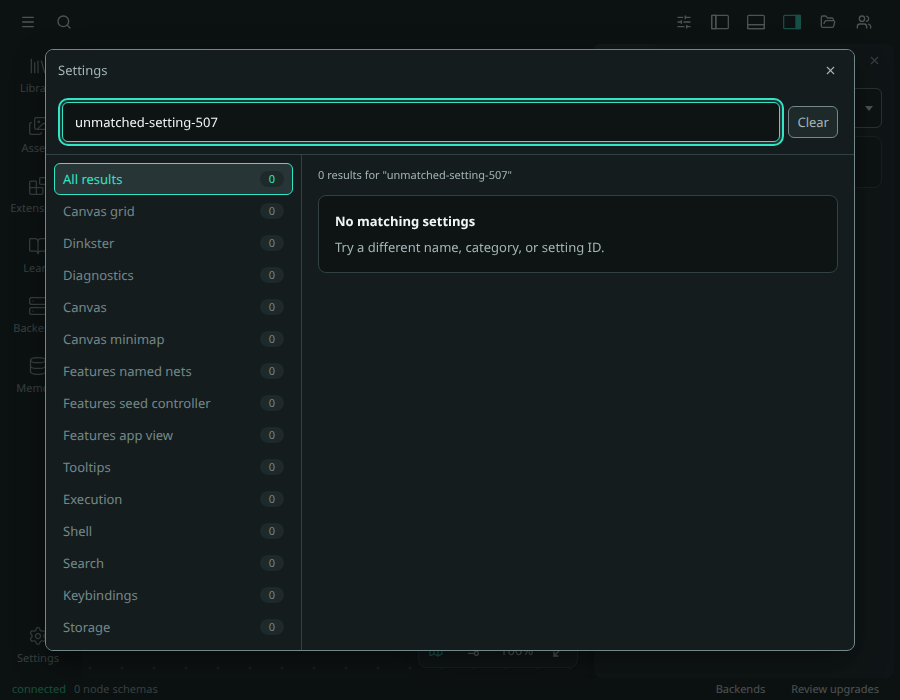 Settings
unmatched-setting-507
Clear
All results 0
Canvas grid 0
Dinkster 0
Diagnostics 0
Canvas 0
Canvas minimap 0
Features named nets 0
Features seed controller 0
Features app view 0
Tooltips 0
Execution 0
Shell 0
Search 0
Keybindings 0
Storage 0
0 results for "unmatched-setting-507"
No matching settings
Try a different name, category, or setting ID.
Settings
connected 0 node schemas
Backends
Review upgrades